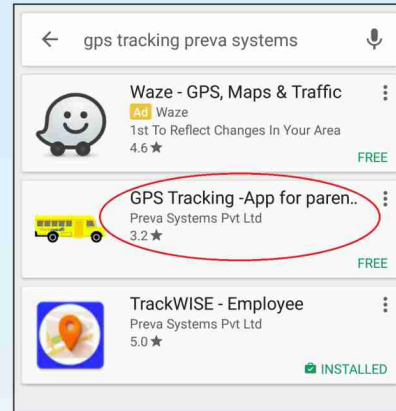 gps tracking preva systems
Waze - GPS, Maps & Traffic
Ad Waze
1st To Reflect Changes In Your Area
4.6★
FREE
GPS Tracking -App for paren..
Preva Systems Pvt Ltd
3.2★
FREE
TrackWISE - Employee
Preva Systems Pvt Ltd
5.0★
INSTALLED